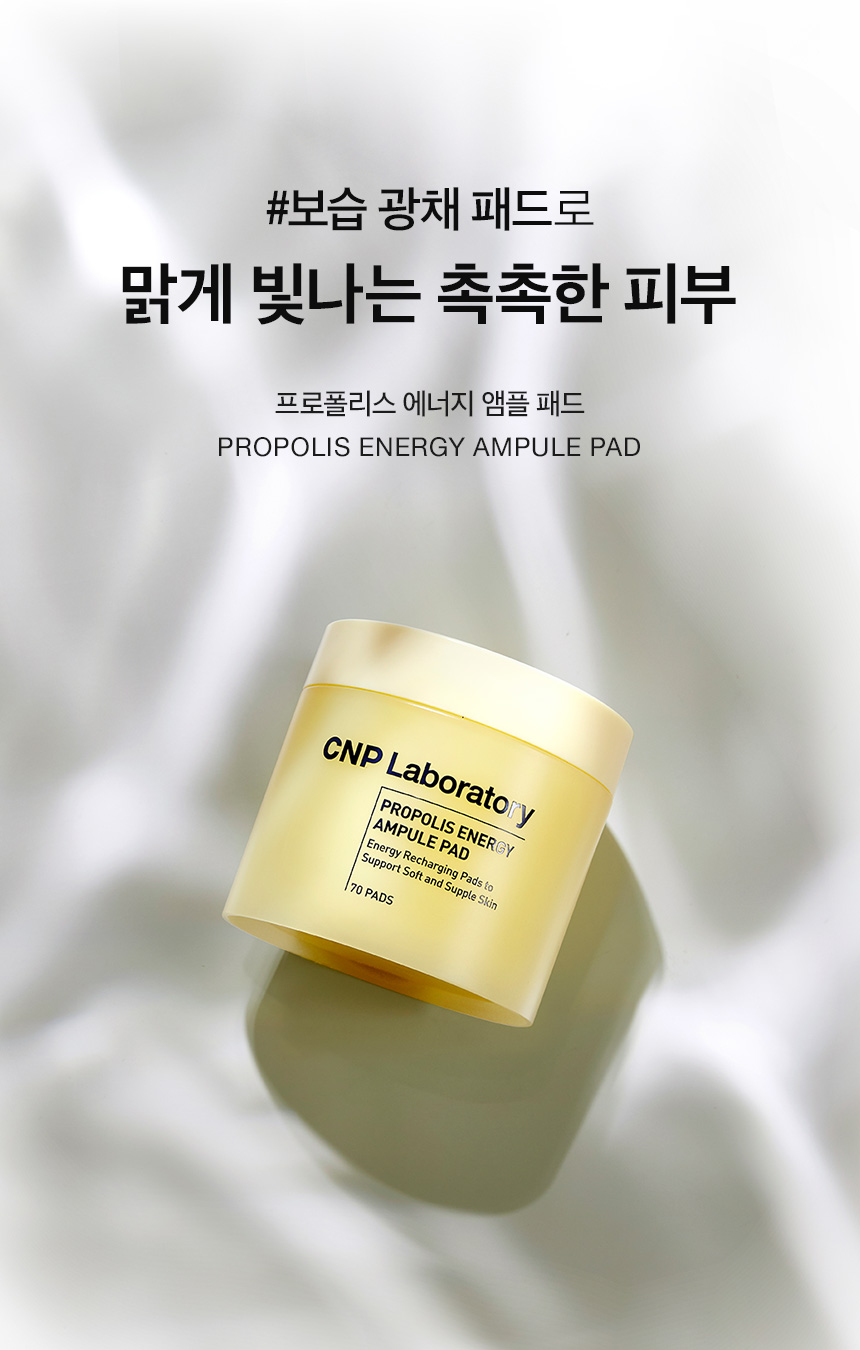 #보습 광채 패드로
맑게 빛나는 촉촉한 피부
프로폴리스 에너지 앰플 패드
PROPOLIS ENERGY AMPULE PAD
CNP Laboratory
PROPOLIS ENERGY
AMPULE PAD
Energy Recharging Pads to
Support Soft and Supple Skin
70 PADS